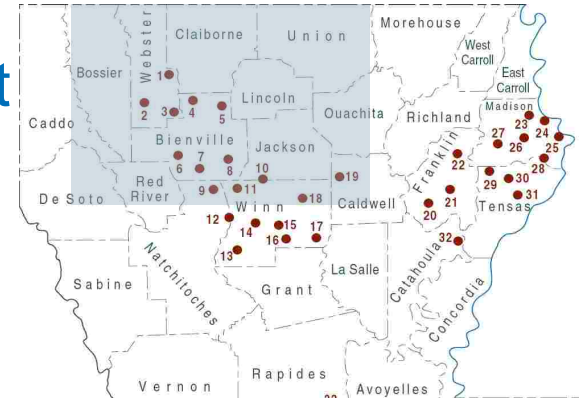 Morehouse
Claiborne
Union
Webster
West
Carroll
Bossier
East
Carroll
t
1
2
3
4
5
Lincoln
Ouachita
Richland
Madison
23
24
25
26
27
28
Caddo
Bienville
Jackson
6
7
8
Franklin
22
Red
River
9
10
11
18
19
29
30
31
De Soto
Winn
Caldwell
20
21
Tensas
12
14
15
16
17
13
32
Natchitoches
La Salle
Catahoula
Concordia
Sabine
Grant
Rapides
Vernon
Avoyelles